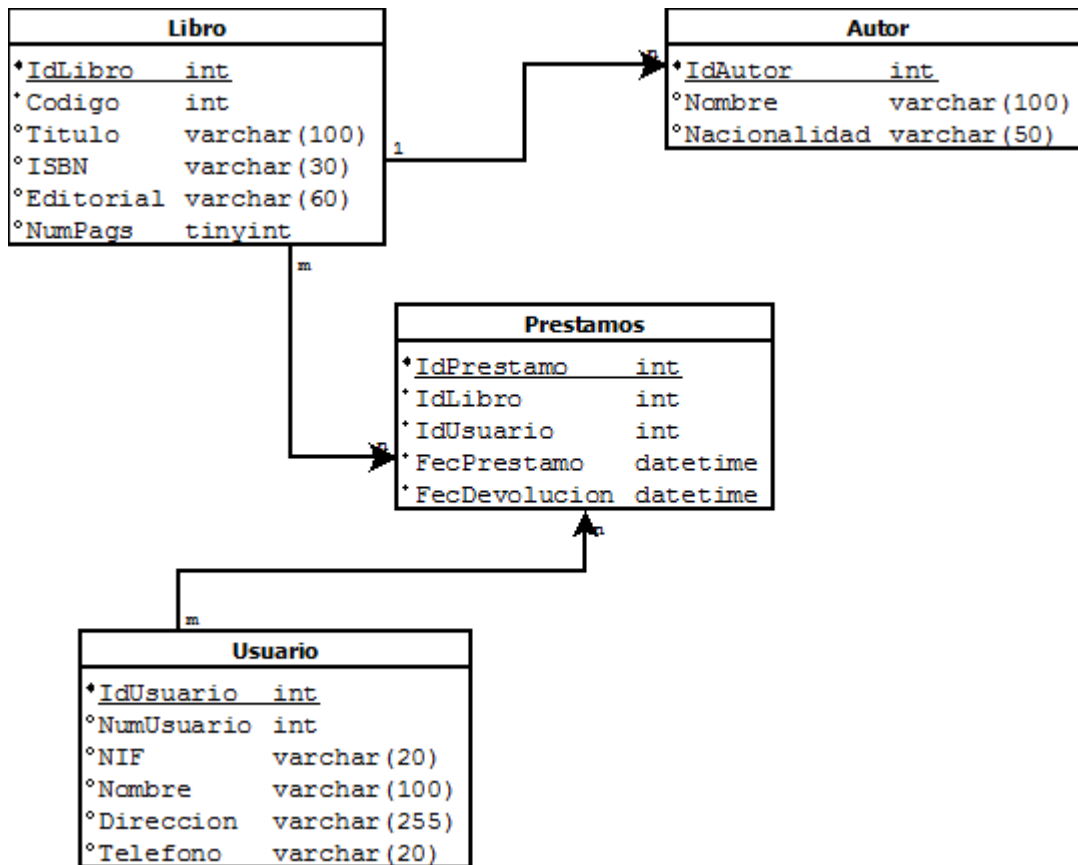 Libro
IdLibro int
Codigo int
Titulo varchar(100)
ISBN varchar(30)
Editorial varchar(60)
NumPags tinyint
1
n
Autor
IdAutor int
Nombre varchar(100)
Nacionalidad varchar(50)
m
n
Prestamos
IdPrestamo int
IdLibro int
IdUsuario int
FecPrestamo datetime
FecDevolucion datetime
n
m
Usuario
IdUsuario int
NumUsuario int
NIF varchar(20)
Nombre varchar(100)
Direccion varchar(255)
Telefono varchar(20)